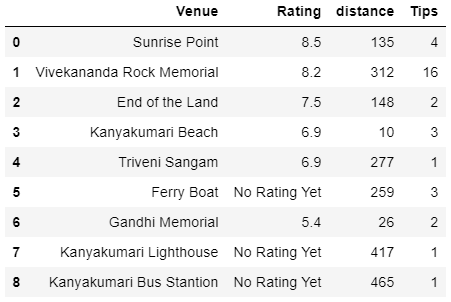 Venue Rating distance Tips
0 Sunrise Point 8.5 135 4
1 Vivekananda Rock Memorial 8.2 312 16
2 End of the Land 7.5 148 2
3 Kanyakumari Beach 6.9 10 3
4 Triveni Sangam 6.9 277 1
5 Ferry Boat No Rating Yet 259 3
6 Gandhi Memorial 5.4 26 2
7 Kanyakumari Lighthouse No Rating Yet 417 1
8 Kanyakumari Bus Stantion No Rating Yet 465 1